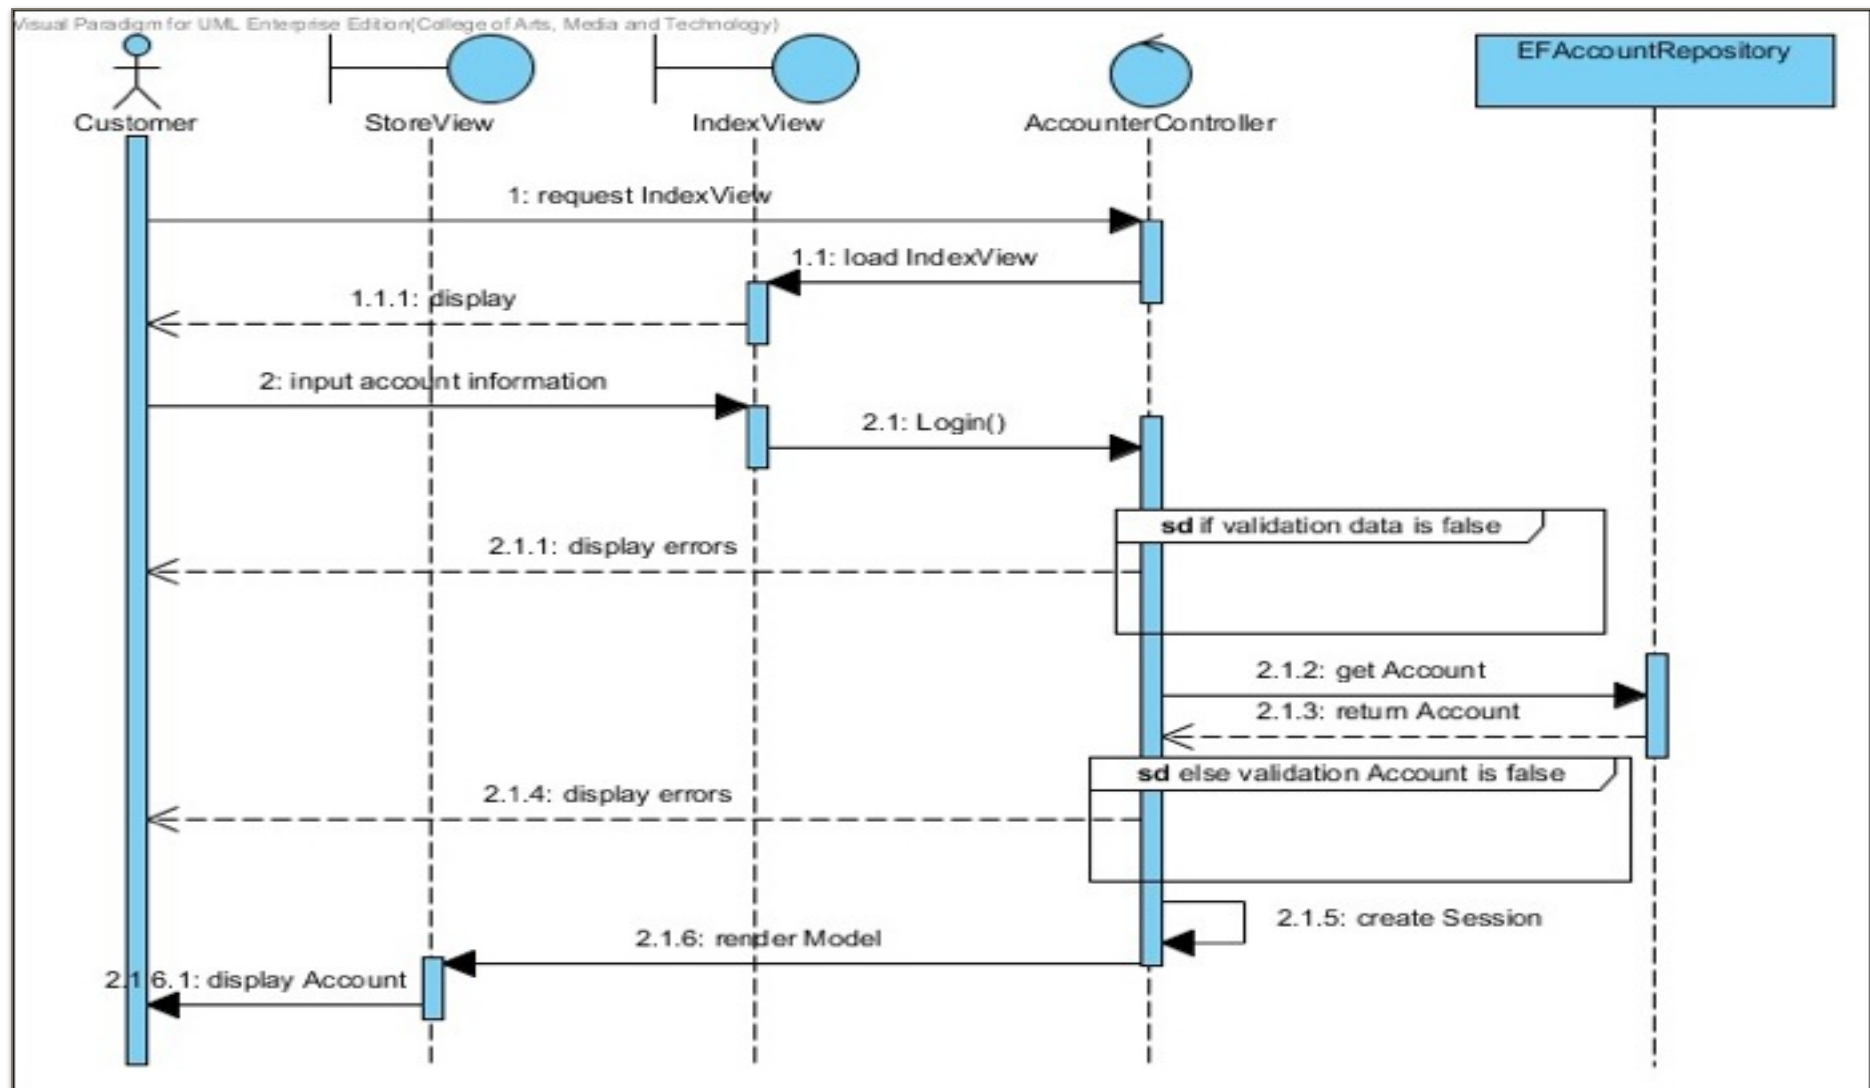 Visual Paradigm for UML Enterprise Edition(College of Arts, Media and Technology)
EFAccountRepository
Customer
StoreView
IndexView
AccounterController
1: request IndexView
1.1: load IndexView
1.1.1: display
2: input account information
2.1: Login()
sd if validation data is false
2.1.1: display errors
2.1.2: get Account
2.1.3: return Account
sd else validation Account is false
2.1.4: display errors
2.1.5: create Session
2.1.6: render Model
2.1.6.1: display Account